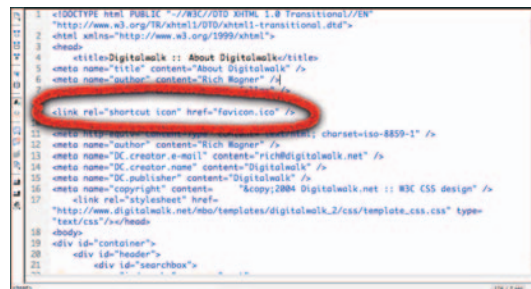 1 <!DOCTYPE html PUBLIC "-//W3C//DTD XHTML 1.0 Transitional//EN"
"http://www.w3.org/TR/xhtml1/DTD/xhtml1-transitional.dtd">
2 <html xmlns="http://www.w3.org/1999/xhtml">
3 <head>
4 <title>Digitalwalk :: About Digitalwalk</title>
5 <meta name="title" content="About Digitalwalk" />
6 <meta name="author" content="Rich Wagner" />
<link rel="shortcut icon" href="favicon.ico" />
11 charset=iso-8859-1" />
12 <meta name="author" content="Digitalwalk" />
13 <meta name="DC.creator.e-mail" content="rich@digitalwalk.net" />
14 <meta name="DC.creator.name" content="Digitalwalk" />
15 <meta name="DC.publisher" content="Digitalwalk" />
16 <meta name="copyright" content= "&copy;2004 Digitalwalk.net :: W3C CSS design" />
17 <link rel="stylesheet" href=
"http://www.digitalwalk.net/mbo/templates/digitalwalk_2/css/template_css.css" type=
"text/css"/></head>
18 <body>
19 <div id="container">
20 <div id="header">
21 <div id="searchbox">